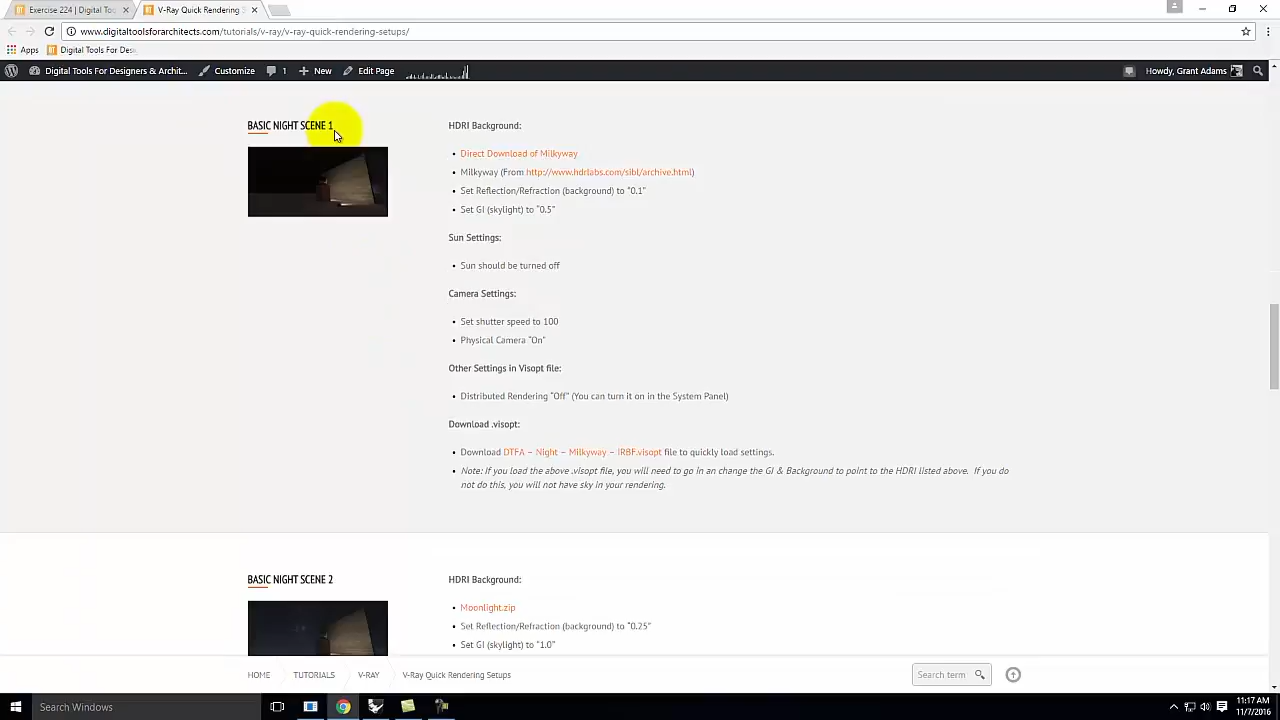 Exercise 224 | Digital Too
V-Ray Quick Rendering S
www.digitaltoolsforarchitects.com/tutorials/v-ray/v-ray-quick-rendering-setups/
Apps
Digital Tools For Des
Digital Tools For Designers & Archit...
Customize
1
New
Edit Page
Howdy, Grant Adams
BASIC NIGHT SCENE 1
HDRI Background:
• Direct Download of Milkyway
• Milkyway (From http://www.hdrlabs.com/sibl/archive.html)
• Set Reflection/Refraction (background) to "0.1"
• Set GI (skylight) to "0.5"
Sun Settings:
• Sun should be turned off
Camera Settings:
• Set shutter speed to 100
• Physical Camera "On"
Other Settings in Visopt file:
• Distributed Rendering "Off" (You can turn it on in the System Panel)
Download .visopt:
• Download DTFA – Night – Milkyway – IRBF.visopt file to quickly load settings.
• Note: If you load the above .visopt file, you will need to go in an change the GI & Background to point to the HDRI listed above. If you do
not do this, you will not have sky in your rendering.
BASIC NIGHT SCENE 2
HDRI Background:
• Moonlight.zip
• Set Reflection/Refraction (background) to "0.25"
• Set GI (skylight) to "1.0"
HOME
TUTORIALS
V-RAY
V-Ray Quick Rendering Setups
Search term
Search Windows
11:17 AM
11/7/2016